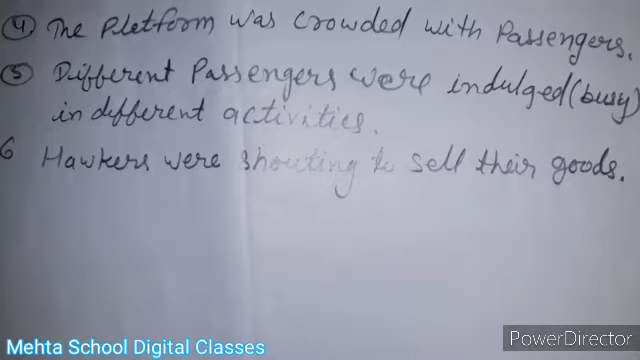 (4) The Pletform was crowded with Passengers.
(5) Different Passengers were indulged (busy)
in different activities.
6 Hawkers were shouting to sell their goods.
Mehta School Digital Classes
PowerDirector